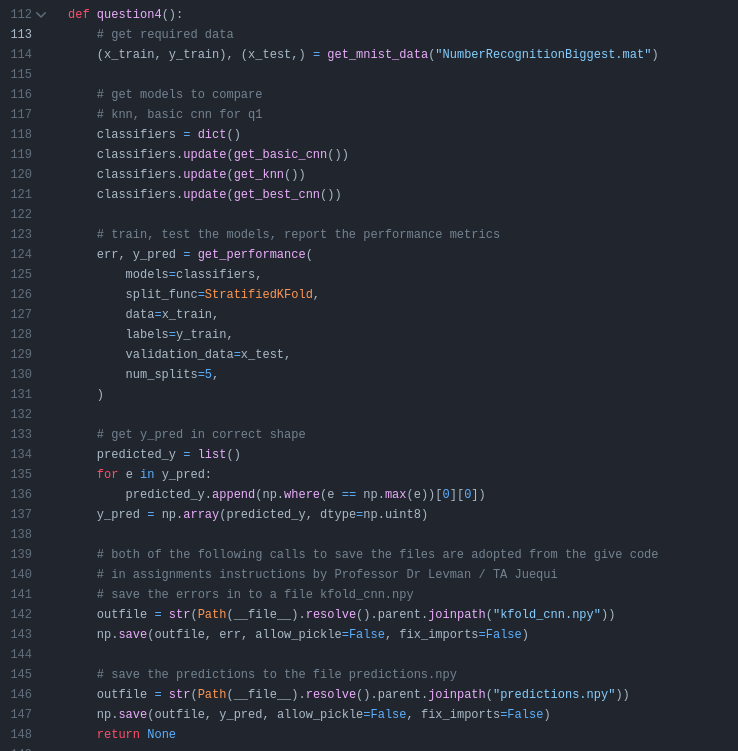 112 def question4():
113     # get required data
114     (x_train, y_train), (x_test,) = get_mnist_data("NumberRecognitionBiggest.mat")
115
116     # get models to compare
117     # knn, basic cnn for q1
118     classifiers = dict()
119     classifiers.update(get_basic_cnn())
120     classifiers.update(get_knn())
121     classifiers.update(get_best_cnn())
122
123     # train, test the models, report the performance metrics
124     err, y_pred = get_performance(
125         models=classifiers,
126         split_func=StratifiedKFold,
127         data=x_train,
128         labels=y_train,
129         validation_data=x_test,
130         num_splits=5,
131     )
132
133     # get y_pred in correct shape
134     predicted_y = list()
135     for e in y_pred:
136         predicted_y.append(np.where(e == np.max(e))[0][0])
137     y_pred = np.array(predicted_y, dtype=np.uint8)
138
139     # both of the following calls to save the files are adopted from the give code
140     # in assignments instructions by Professor Dr Levman / TA Juequi
141     # save the errors in to a file kfold_cnn.npy
142     outfile = str(Path(__file__).resolve().parent.joinpath("kfold_cnn.npy"))
143     np.save(outfile, err, allow_pickle=False, fix_imports=False)
144
145     # save the predictions to the file predictions.npy
146     outfile = str(Path(__file__).resolve().parent.joinpath("predictions.npy"))
147     np.save(outfile, y_pred, allow_pickle=False, fix_imports=False)
148     return None